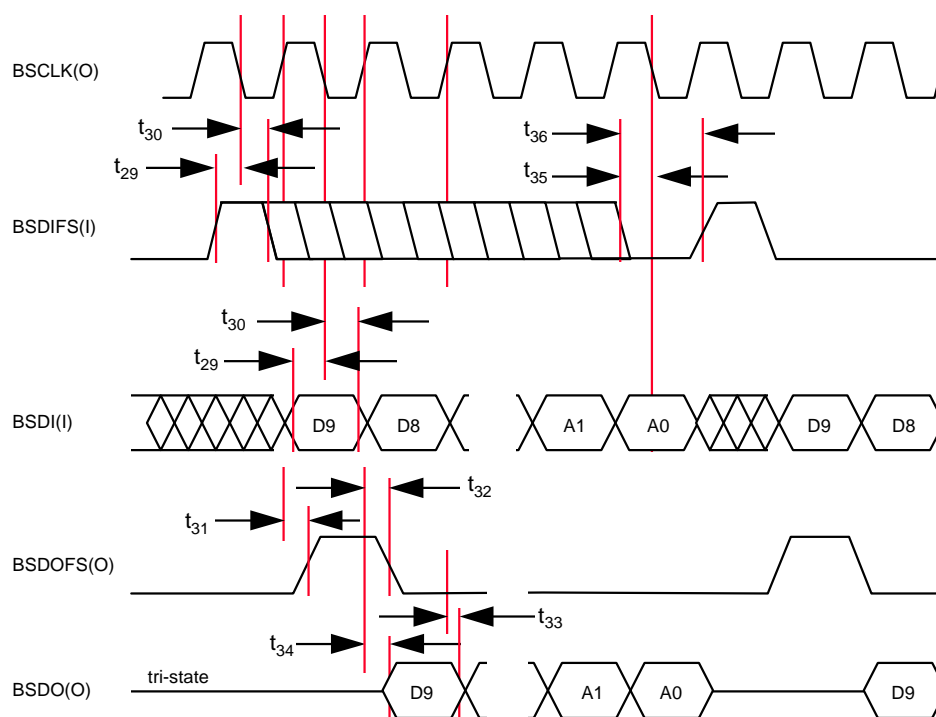 BSCLK(O)
t30
t36
t29
t35
BSDIFS(I)
t30
t29
BSDI(I)
D9 D8 A1 A0 D9 D8
t32
t31
BSDOFS(O)
t33
t34
tri-state
BSDO(O)
D9 A1 A0 D9